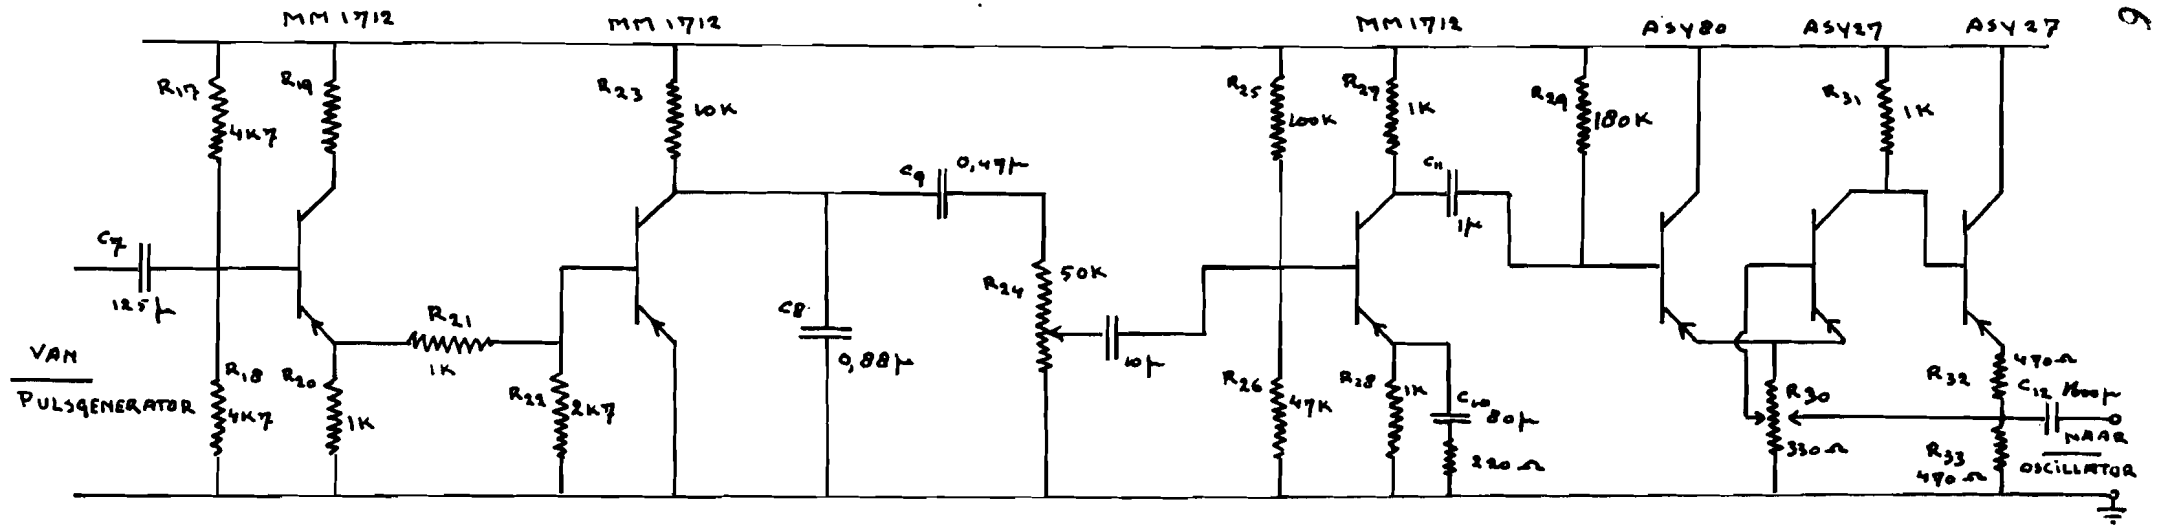 MM 1712
MM 1712
MM 1712
ASY80
ASY27
ASY27
6
R17
4K7
R19
R23
10K
R25
100K
R27
1K
R29
180K
R31
1K
C9
0,47µ
C11
1µ
C7
125µ
R21
1K
C8
0,88µ
R24
50K
10µ
VAN
PULSGENERATOR
R18
4K7
R20
1K
R22
2K7
R26
47K
R28
1K
C10
80µ
220Ω
R30
330Ω
R32
470Ω
C12
R33
470Ω
NAAR
OSCILLATOR